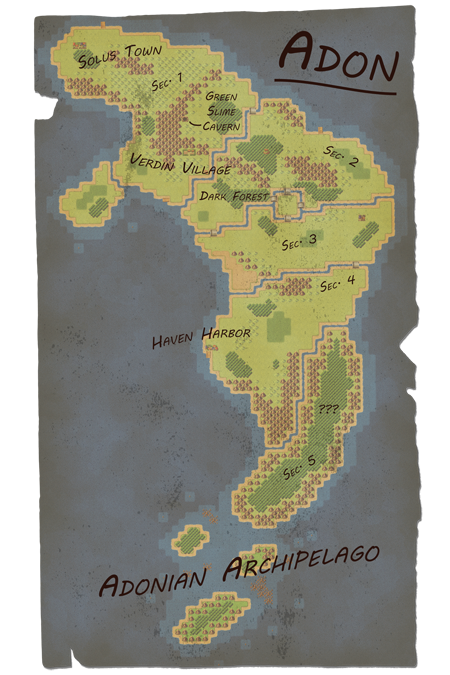 Adon
Solus Town
Sec. 1
Green
Slime
Cavern
Sec. 2
Verdin Village
Dark Forest
Sec. 3
Sec. 4
Haven Harbor
???
Sec. 5
Adonian Archipelago